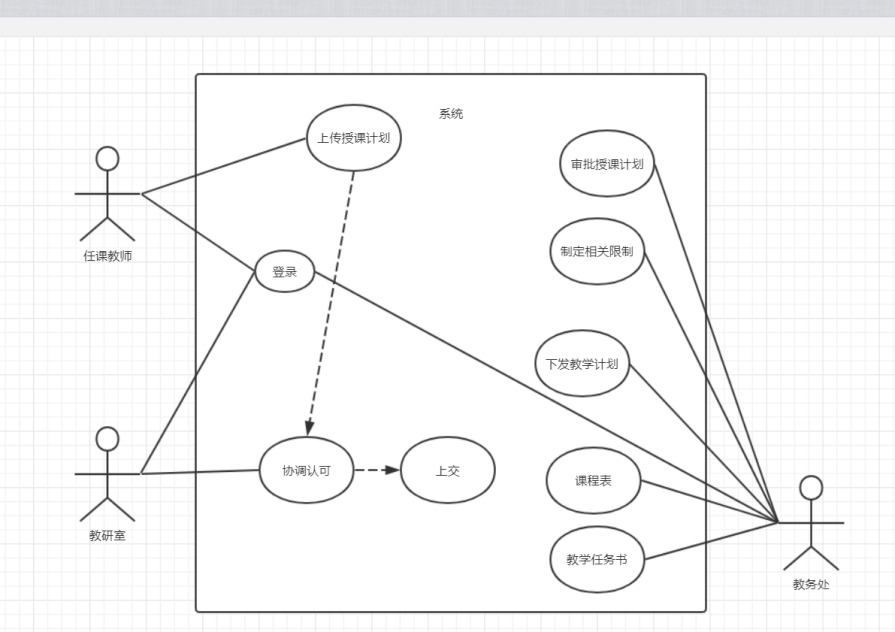 系统
上传授课计划
审批授课计划
任课教师
制定相关限制
登录
下发教学计划
协调认可
上交
课程表
教研室
教学任务书
教务处